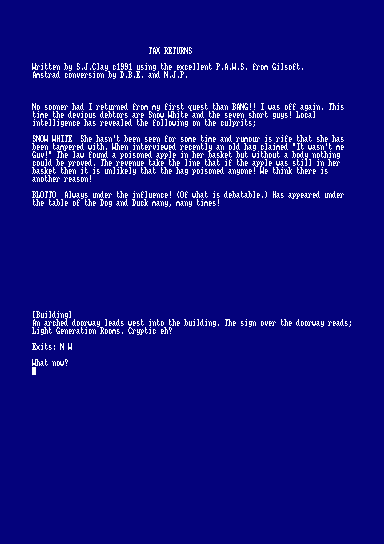 TAX RETURNS
Written by S.J.Clay c1991 using the excellent P.A.W.S. from Gilsoft.
Amstrad conversion by D.B.E. and N.J.P.
No sooner had I returned from my first quest than BANG!! I was off again. This
time the devious debtors are Snow White and the seven short guys! Local
intelligence has revealed the following on the culprits;
SNOW WHITE  She hasn't been seen for some time and rumour is rife that she has
been tampered with. When interviewed recently an old hag claimed "It wasn't me
Guv!" The law found a poisoned apple in her basket but without a body nothing
could be proved. The revenue take the line that if the apple was still in her
basket then it is unlikely that the hag poisoned anyone! We think there is
another reason!
BLOTTO  Always under the influence! (Of what is debatable.) Has appeared under
the table of the Dog and Duck many, many times!
[Building]
An arched doorway leads west into the building. The sign over the doorway reads;
Light Generation Rooms. Cryptic eh?
Exits: N W
What now?